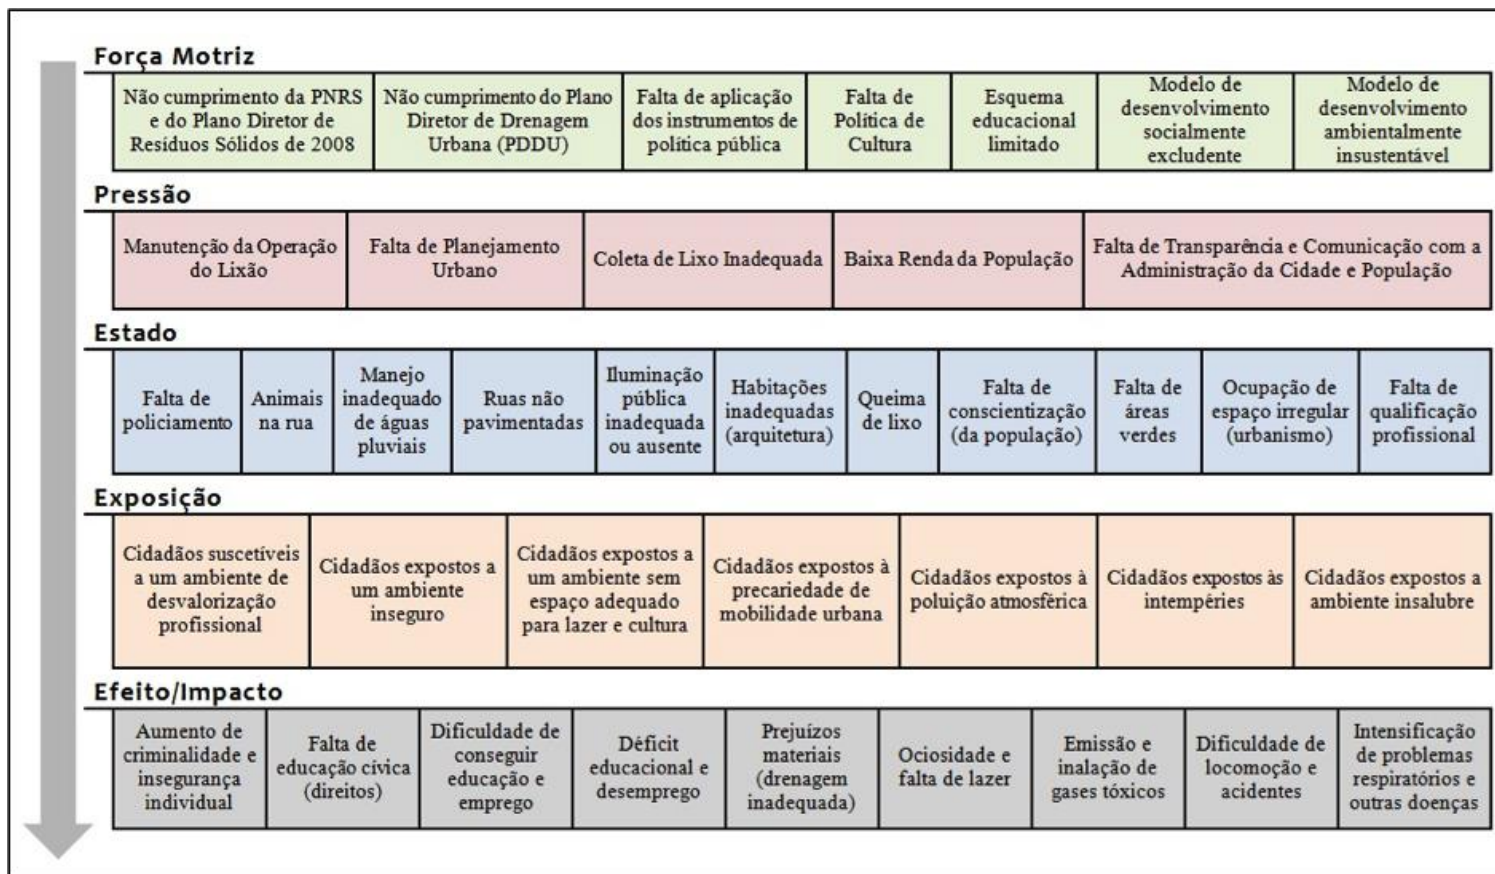 Força Motriz
Não cumprimento da PNRS
e do Plano Diretor de
Resíduos Sólidos de 2008
Não cumprimento do Plano
Diretor de Drenagem
Urbana (PDDU)
Falta de aplicação
dos instrumentos de
política pública
Falta de
Política de
Cultura
Esquema
educacional
limitado
Modelo de
desenvolvimento
socialmente
excludente
Modelo de
desenvolvimento
ambientalmente
insustentável
Pressão
Manutenção da Operação
do Lixão
Falta de Planejamento
Urbano
Coleta de Lixo Inadequada
Baixa Renda da População
Falta de Transparência e Comunicação com a
Administração da Cidade e População
Estado
Falta de
policiamento
Animais
na rua
Manejo
inadequado
de águas
pluviais
Ruas não
pavimentadas
Iluminação
pública
inadequada
ou ausente
Habitações
inadequadas
(arquitetura)
Queima
de lixo
Falta de
conscientização
(da população)
Falta de
áreas
verdes
Ocupação de
espaço irregular
(urbanismo)
Falta de
qualificação
profissional
Exposição
Cidadãos suscetíveis
a um ambiente de
desvalorização
profissional
Cidadãos expostos a
um ambiente
inseguro
Cidadãos expostos a
um ambiente sem
espaço adequado
para lazer e cultura
Cidadãos expostos à
precariedade de
mobilidade urbana
Cidadãos expostos à
poluição atmosférica
Cidadãos expostos às
intempéries
Cidadãos expostos a
ambiente insalubre
Efeito/Impacto
Aumento de
criminalidade e
insegurança
individual
Falta de
educação cívica
(direitos)
Dificuldade de
conseguir
educação e
emprego
Déficit
educacional e
desemprego
Prejuízos
materiais
(drenagem
inadequada)
Ociosidade e
falta de lazer
Emissão e
inalação de
gases tóxicos
Dificuldade de
locomoção e
acidentes
Intensificação
de problemas
respiratórios e
outras doenças